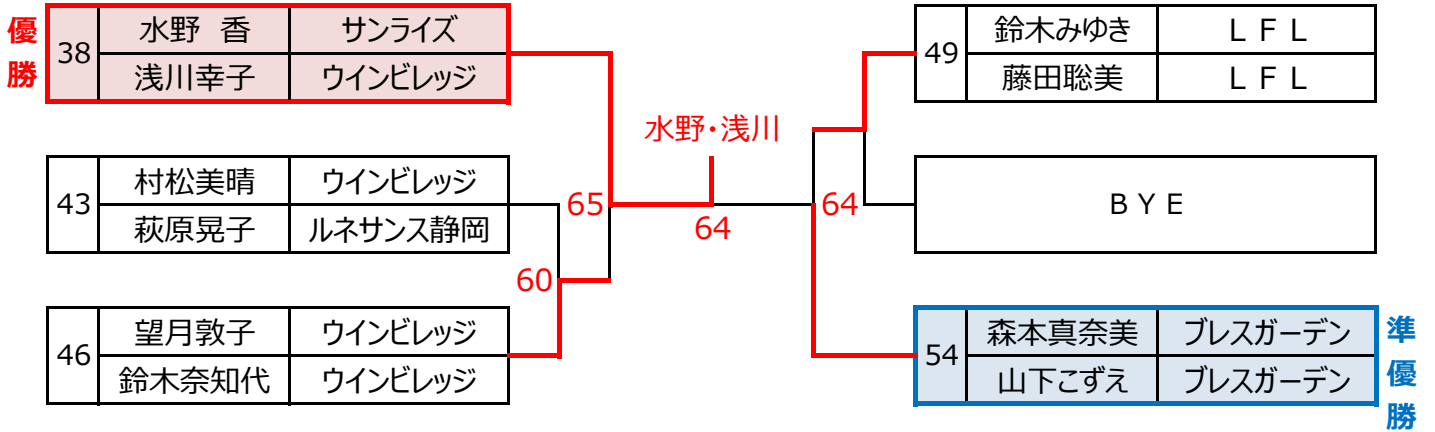 優勝
38 水野 香 サンライズ
浅川幸子 ウインビレッジ
43 村松美晴 ウインビレッジ
萩原晃子 ルネサンス静岡
46 望月敦子 ウインビレッジ
鈴木奈知代 ウインビレッジ
65
60
水野・浅川
64
64
49 鈴木みゆき ＬＦＬ
藤田聡美 ＬＦＬ
ＢＹＥ
54 森本真奈美 ブレスガーデン
山下こずえ ブレスガーデン
準優勝